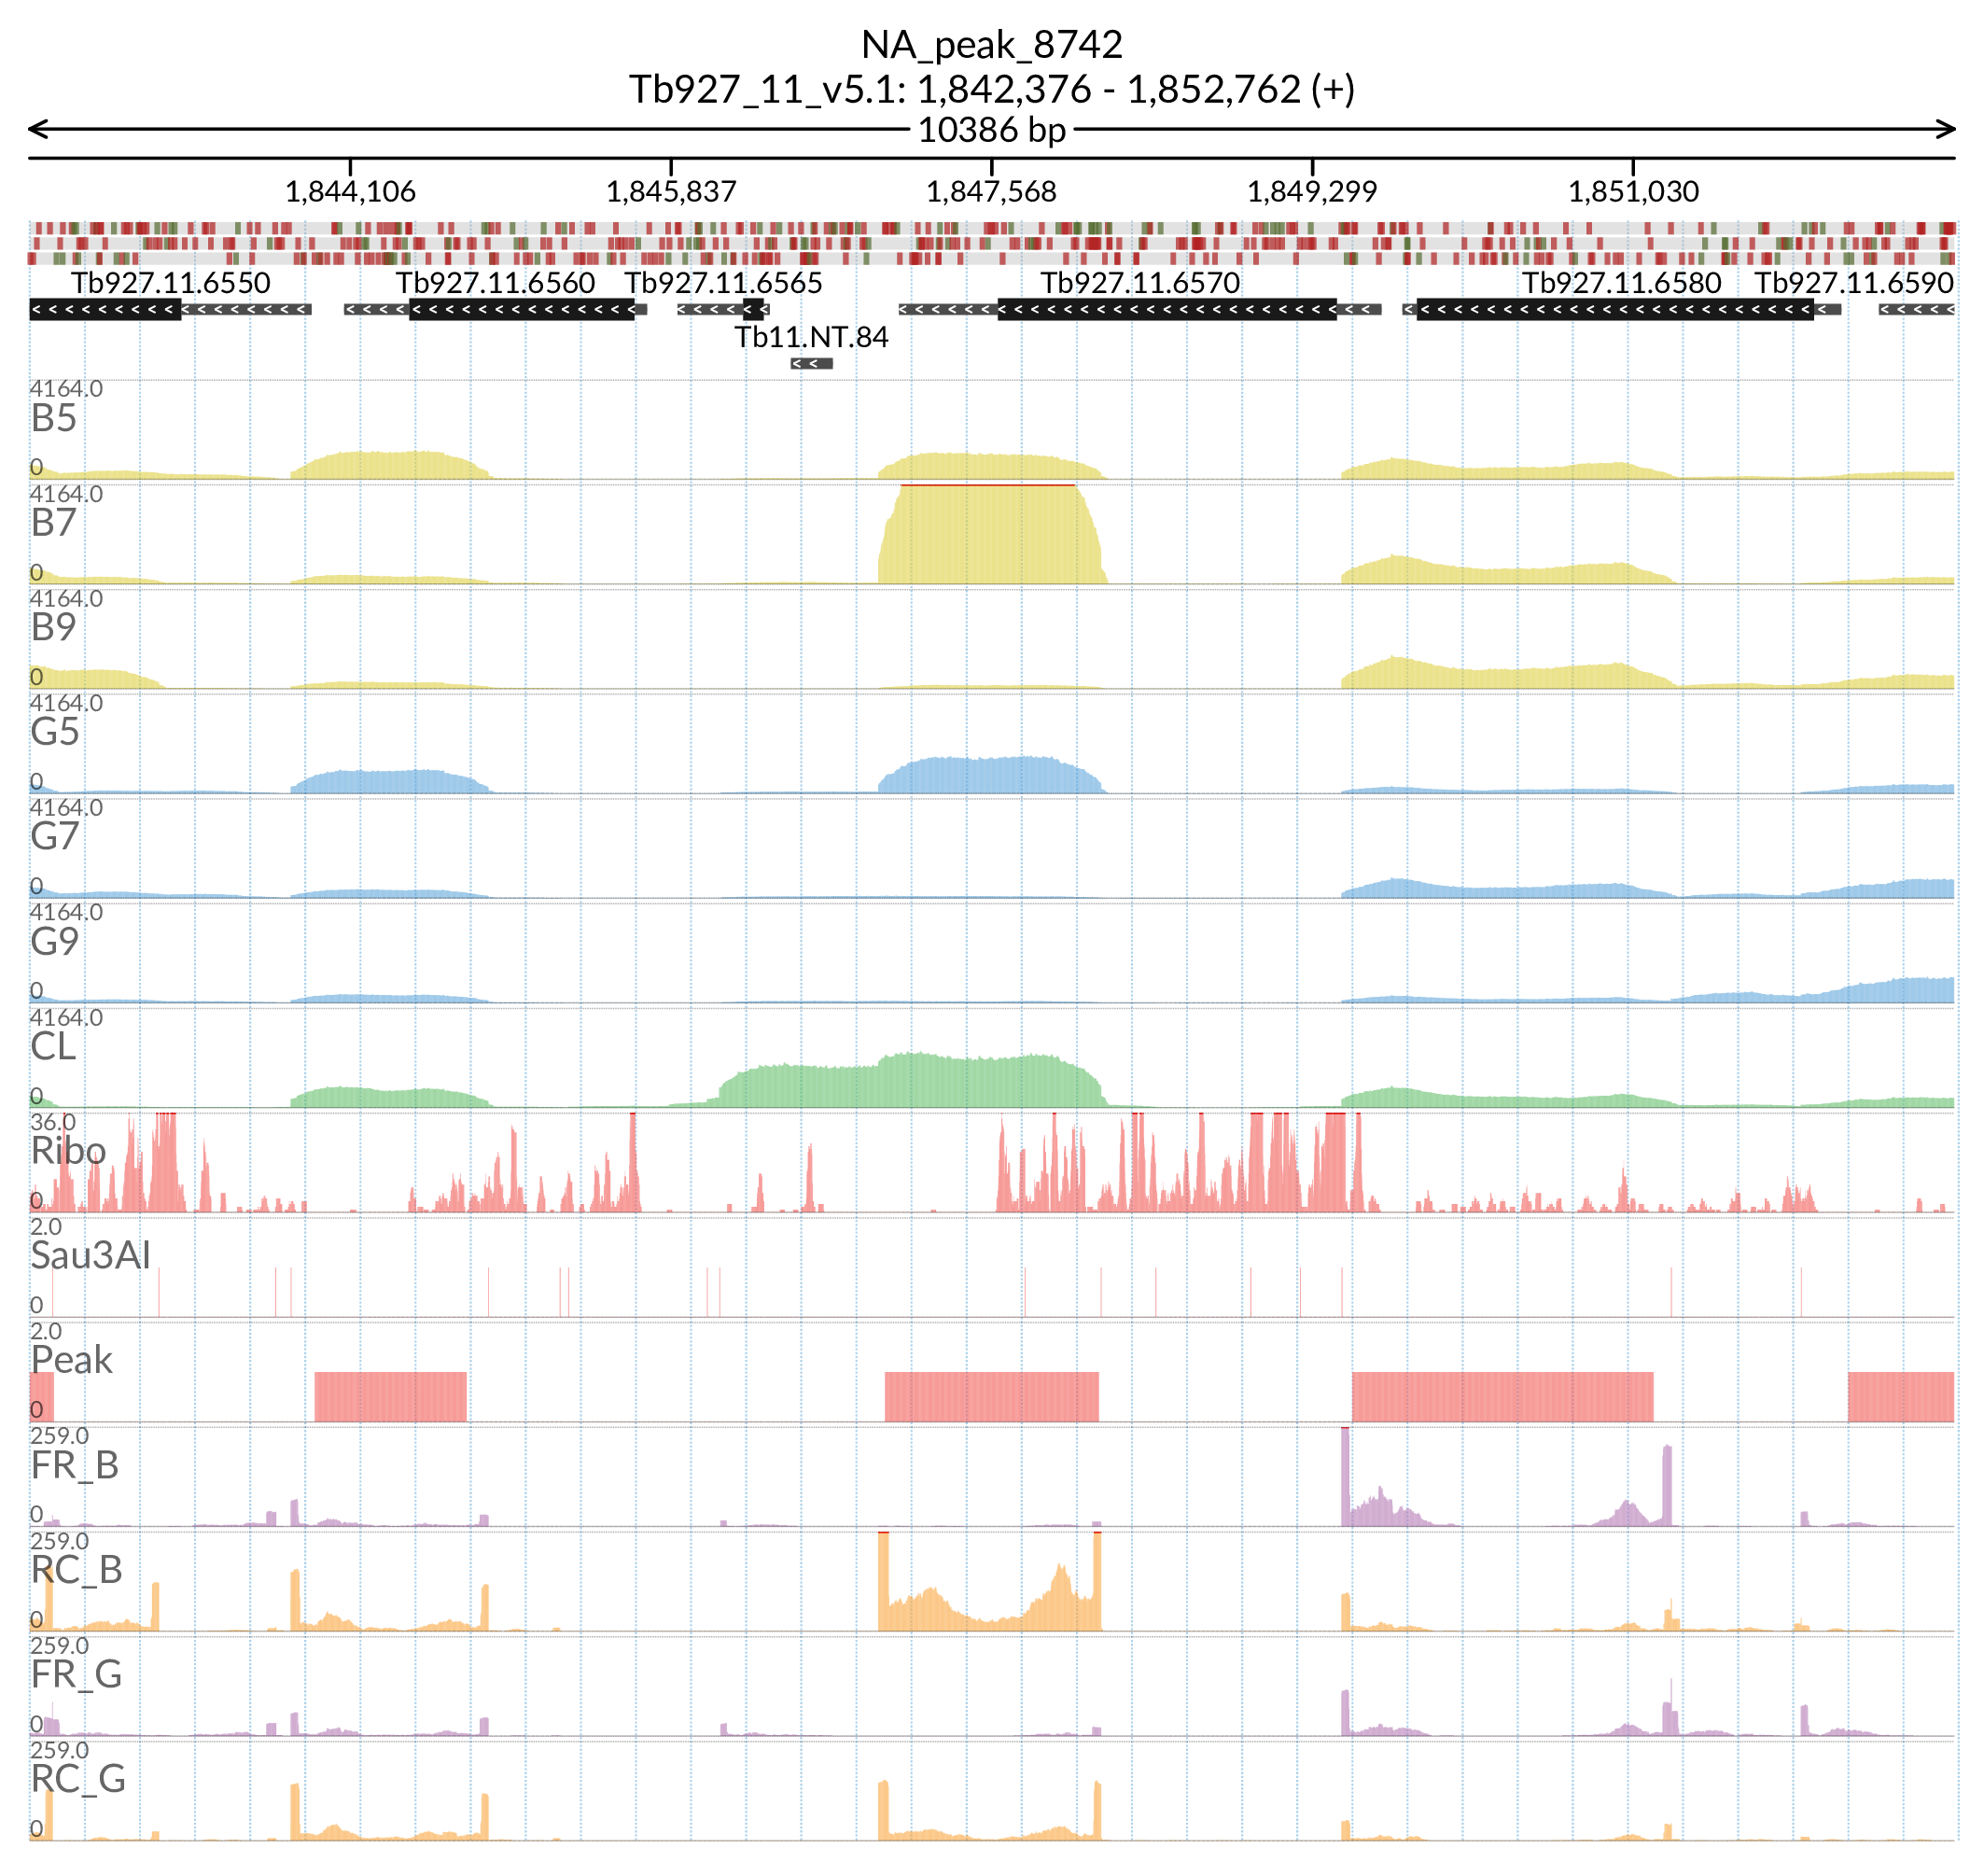 NA_peak_8742
Tb927_11_v5.1: 1,842,376 - 1,852,762 (+)
10386 bp
1,844,106 1,845,837 1,847,568 1,849,299 1,851,030
Tb927.11.6550 Tb927.11.6560 Tb927.11.6565 Tb927.11.6570 Tb927.11.6580 Tb927.11.6590
Tb11.NT.84
4164.0
B5
0
4164.0
B7
0
4164.0
B9
0
4164.0
G5
0
4164.0
G7
0
4164.0
G9
0
4164.0
CL
0
36.0
Ribo
0
2.0
Sau3AI
0
2.0
Peak
0
259.0
FR_B
0
259.0
RC_B
0
259.0
FR_G
0
259.0
RC_G
0